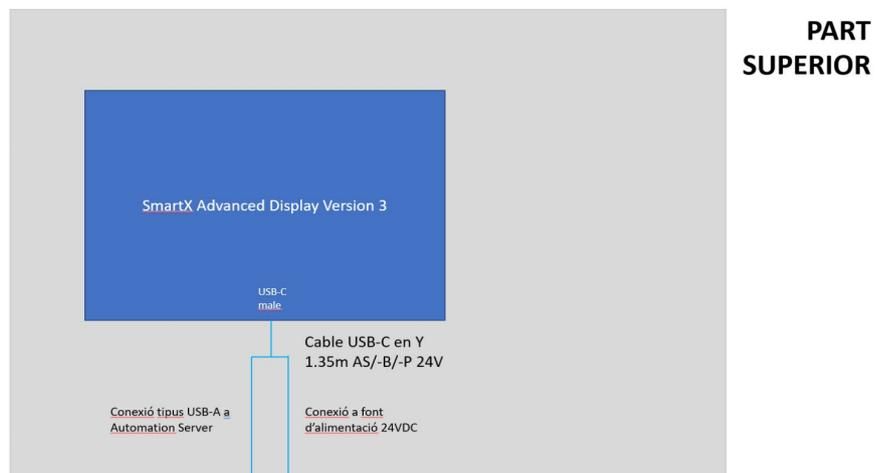 PART
SUPERIOR
SmartX Advanced Display Version 3
USB-C
male
Cable USB-C en Y
1.35m AS/-B/-P 24V
Conexió tipus USB-A a
Automation Server
Conexió a font
d'alimentació 24VDC